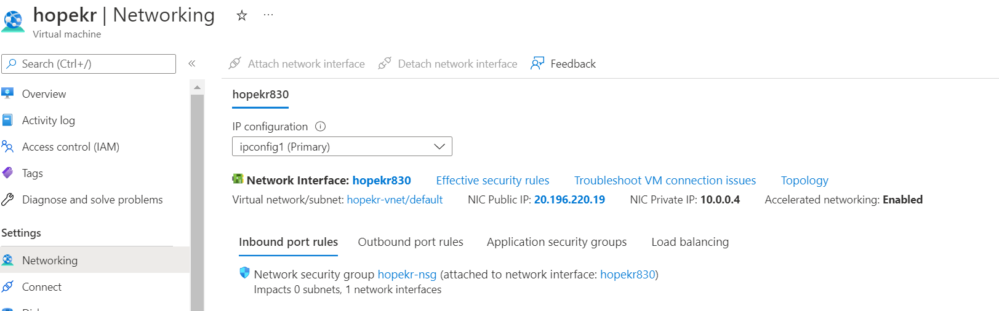 hopekr | Networking
Virtual machine
Search (Ctrl+/)
Overview
Activity log
Access control (IAM)
Tags
Diagnose and solve problems
Settings
Networking
Connect
Attach network interface
Detach network interface
Feedback
hopekr830
IP configuration
ipconfig1 (Primary)
Network Interface: hopekr830 Effective security rules Troubleshoot VM connection issues Topology
Virtual network/subnet: hopekr-vnet/default NIC Public IP: 20.196.220.19 NIC Private IP: 10.0.0.4 Accelerated networking: Enabled
Inbound port rules Outbound port rules Application security groups Load balancing
Network security group hopekr-nsg (attached to network interface: hopekr830)
Impacts 0 subnets, 1 network interfaces